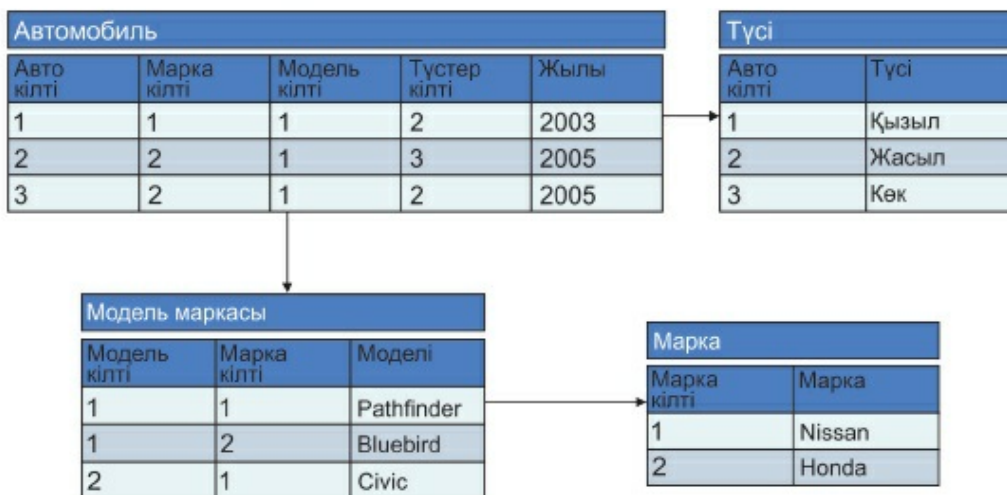 Автомобиль
Авто кілті Марка кілті Модель кілті Түстер кілті Жылы
1 1 1 2 2003
2 2 1 3 2005
3 2 1 2 2005
Түсі
Авто кілті Түсі
1 Қызыл
2 Жасыл
3 Көк
Модель маркасы
Модель кілті Марка кілті Моделі
1 1 Pathfinder
1 2 Bluebird
2 1 Civic
Марка
Марка кілті Марка
1 Nissan
2 Honda